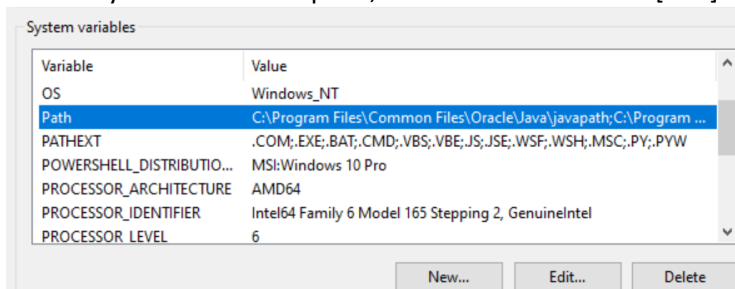 System variables
Variable Value
OS Windows_NT
Path C:\Program Files\Common Files\Oracle\Java\javapath;C:\Program ...
PATHEXT .COM;.EXE;.BAT;.CMD;.VBS;.VBE;.JS;.JSE;.WSF;.WSH;.MSC;.PY;.PYW
POWERSHELL_DISTRIBUTIO... MSI:Windows 10 Pro
PROCESSOR_ARCHITECTURE AMD64
PROCESSOR_IDENTIFIER Intel64 Family 6 Model 165 Stepping 2, GenuineIntel
PROCESSOR_LEVEL 6
New... Edit... Delete